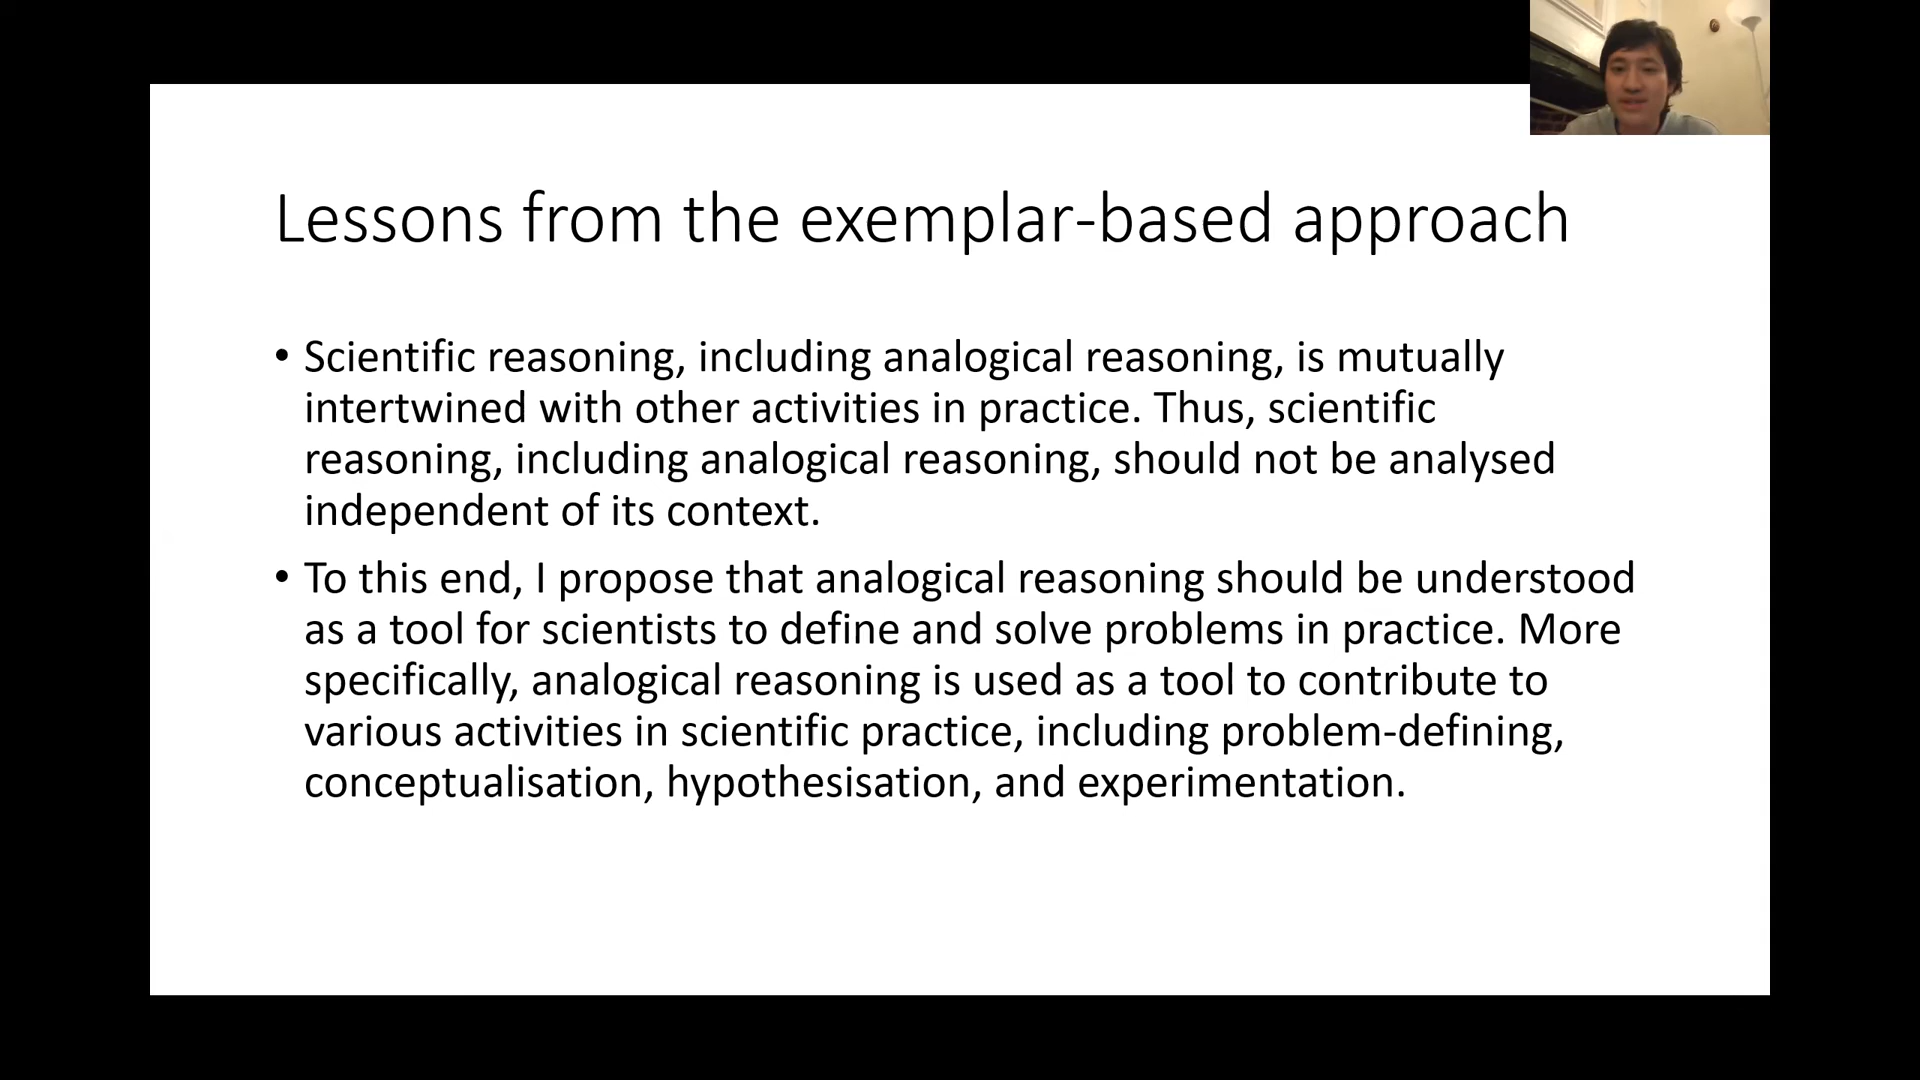 Lessons from the exemplar-based approach
• Scientific reasoning, including analogical reasoning, is mutually
intertwined with other activities in practice. Thus, scientific
reasoning, including analogical reasoning, should not be analysed
independent of its context.
• To this end, I propose that analogical reasoning should be understood
as a tool for scientists to define and solve problems in practice. More
specifically, analogical reasoning is used as a tool to contribute to
various activities in scientific practice, including problem-defining,
conceptualisation, hypothesisation, and experimentation.